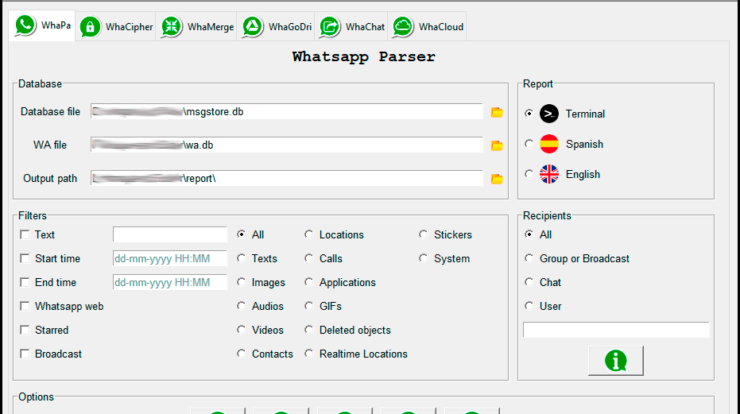 WhaPa WhaCipher WhaMerge WhaGoDri WhaChat WhaCloud
Whatsapp Parser
Database
Database file \msgstore.db
WA file \wa.db
Output path \report\
Report
Terminal
Spanish
English
Filters
Text All Locations Stickers
Start time dd-mm-yyyy HH:MM Texts Calls System
End time dd-mm-yyyy HH:MM Images Applications
Whatsapp web Audios GIFs
Starred Videos Deleted objects
Broadcast Contacts Realtime Locations
Recipients
All
Group or Broadcast
Chat
User
Options